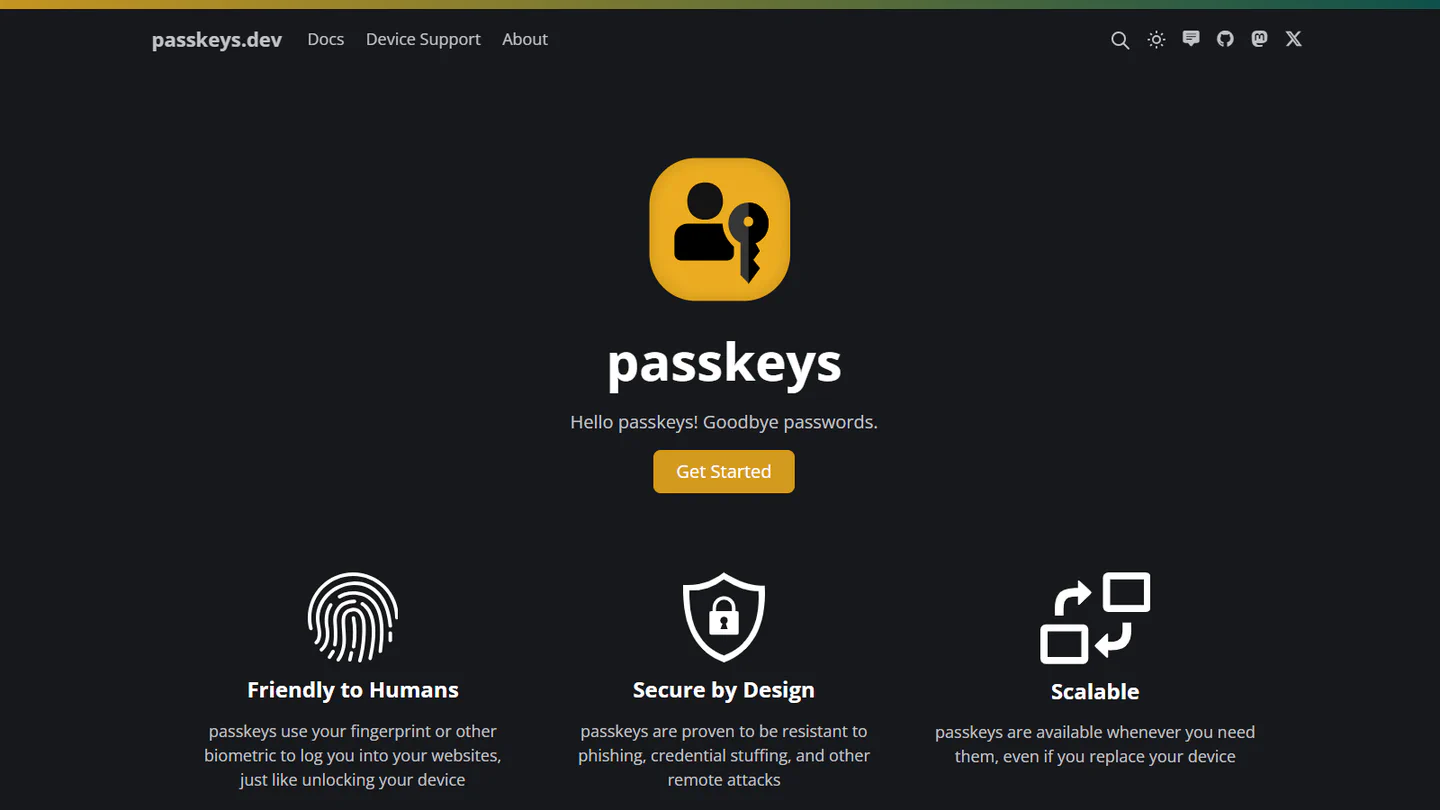 passkeys.dev Docs Device Support About
passkeys
Hello passkeys! Goodbye passwords.
Get Started
Friendly to Humans
passkeys use your fingerprint or other
biometric to log you into your websites,
just like unlocking your device
Secure by Design
passkeys are proven to be resistant to
phishing, credential stuffing, and other
remote attacks
Scalable
passkeys are available whenever you need
them, even if you replace your device